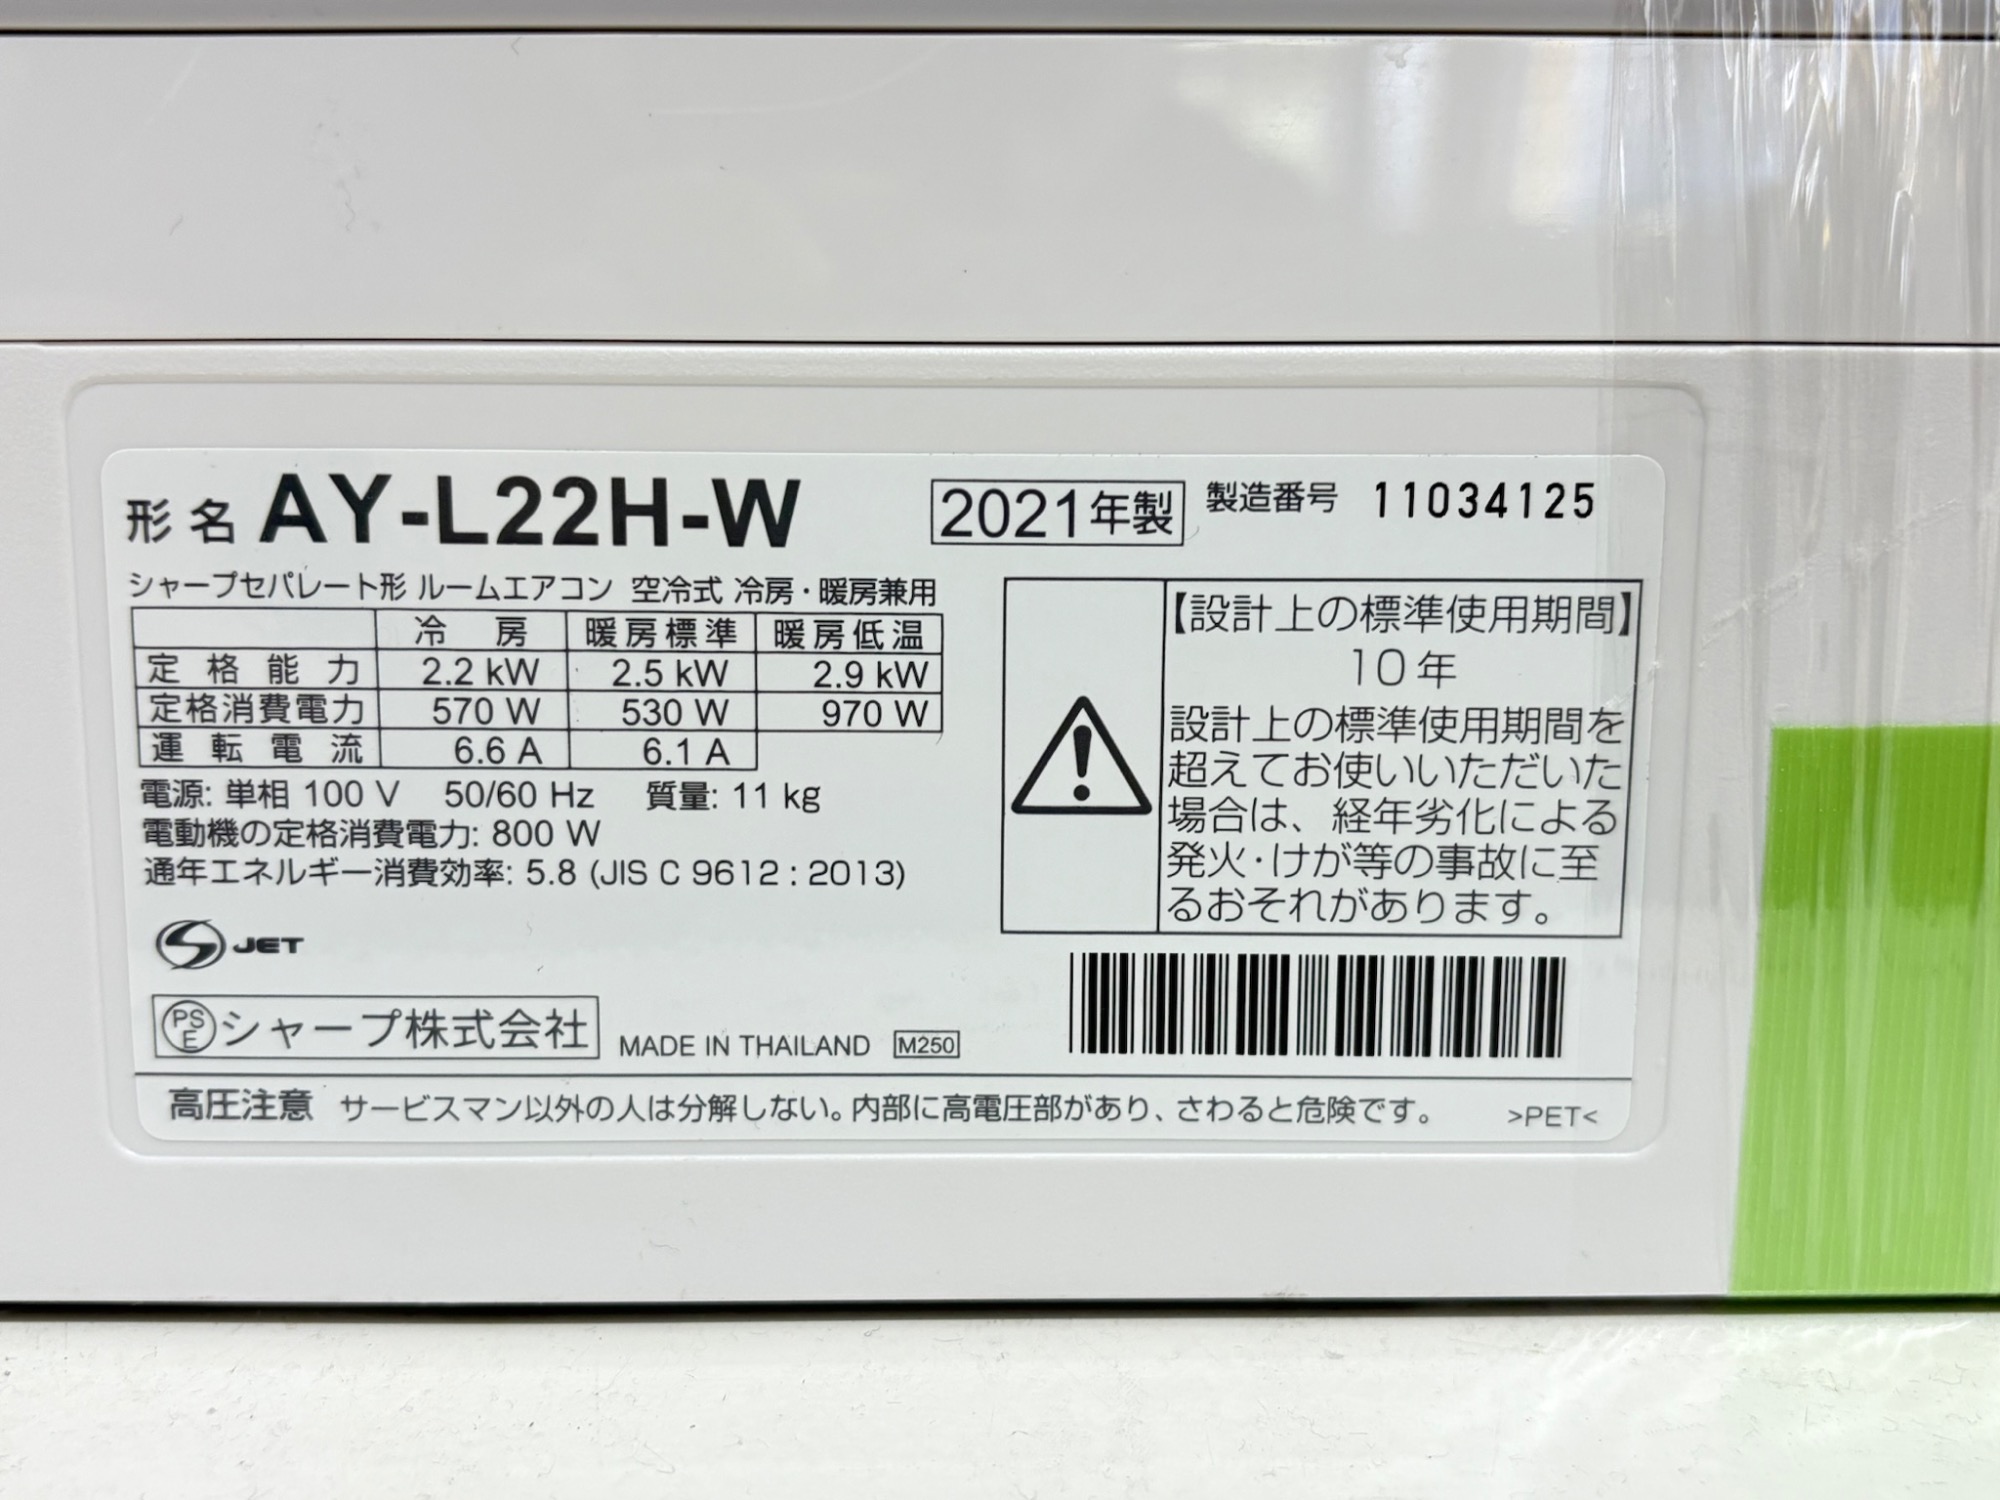 形名 AY-L22H-W 2021年製 製造番号 11034125
シャープセパレート形 ルームエアコン 空冷式 冷房・暖房兼用
冷房 暖房標準 暖房低温
定格能力 2.2 kW 2.5 kW 2.9 kW
定格消費電力 570 W 530 W 970 W
運転電流 6.6 A 6.1 A
電源: 単相 100 V 50/60 Hz 質量: 11 kg
電動機の定格消費電力: 800 W
通年エネルギー消費効率: 5.8 (JIS C 9612 : 2013)
【設計上の標準使用期間】
10年
設計上の標準使用期間を
超えてお使いいただいた
場合は、経年劣化による
発火・けが等の事故に至
るおそれがあります。
S JET
PSE シャープ株式会社 MADE IN THAILAND M250
高圧注意 サービスマン以外の人は分解しない。内部に高電圧部があり、さわると危険です。 >PET<